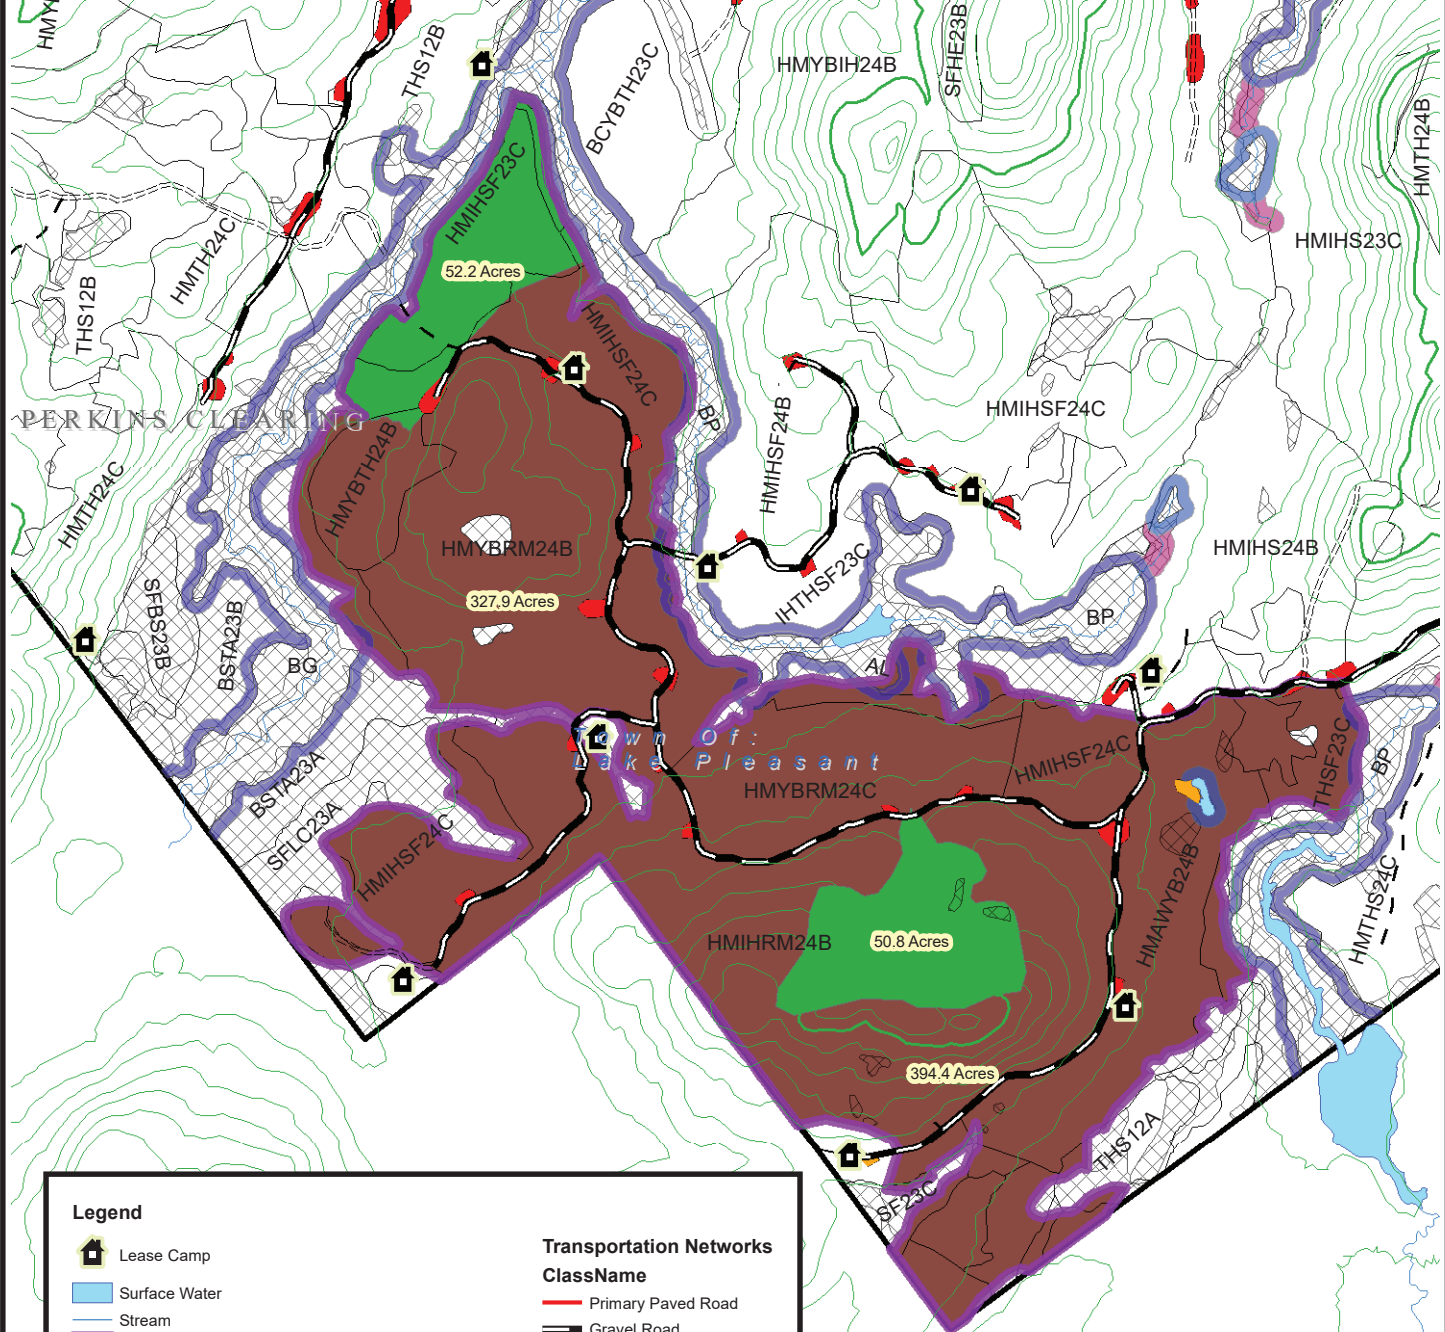 HMY
THS12B
BCYBTH23C
HMYBIH24B
SFHE23B
HMTH24B
HMIHSF23C
HMTH24C
HMIHS23C
THS12B
52.2 Acres
HMIHSF24C
PERKINS CLEARING
BP
HMIHSF24B
HMIHSF24C
HMYBTH24B
HMTH24C
HMYBRM24B
HMIHS24B
327.9 Acres
IHTHSF23C
BP
SFBS23B
BSTA23B
BG
AL
Town Of:
Lake Pleasant
HMIHSF24C
THSF23C
BP
BSTA23A
HMYBRM24C
SFLC23A
HMIHSF24C
HMAWYB24B
HMTHS24C
HMIHRM24B
50.8 Acres
394.4 Acres
THS12A
SF23C
Legend
Lease Camp
Surface Water
Stream
Transportation Networks
ClassName
Primary Paved Road
Gravel Road